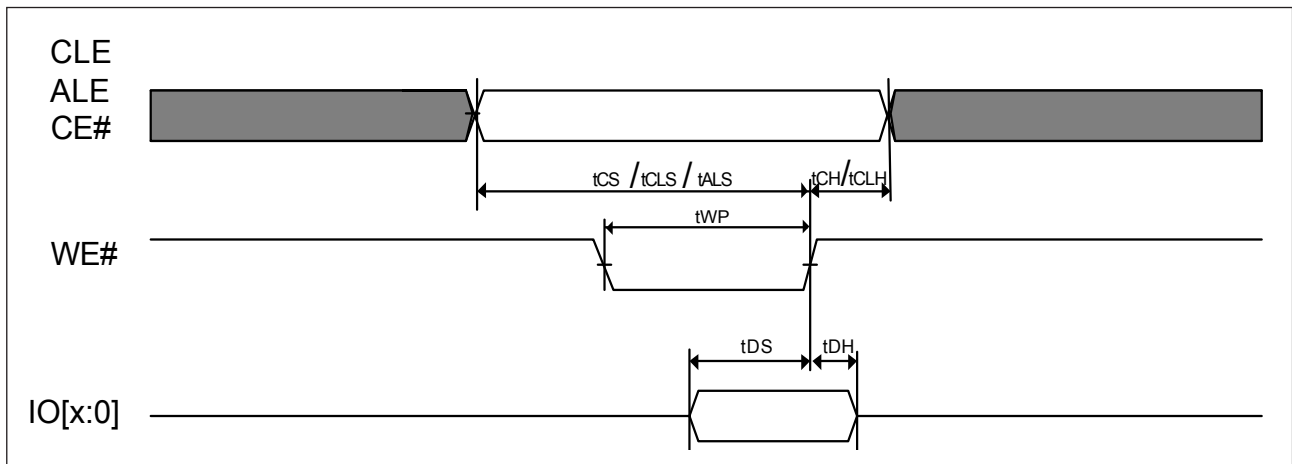 CLE
ALE
CE#
tCS / tCLS / tALS
tCH/tCLH
tWP
WE#
tDS
tDH
IO[x:0]